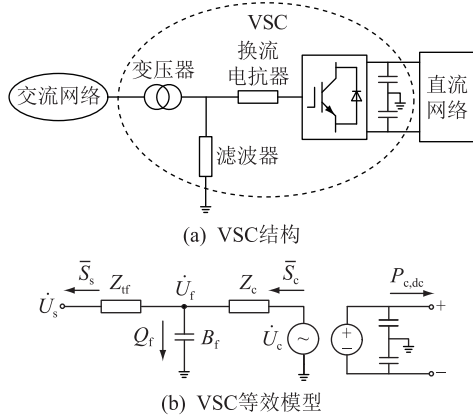 VSC
变压器
换流
电抗器
交流网络
直流
网络
滤波器
(a) VSC结构
S̅s Ztf U̇f Zc S̅c Pc,dc
U̇s Qf Bf U̇c ~ + − + −
(b) VSC等效模型